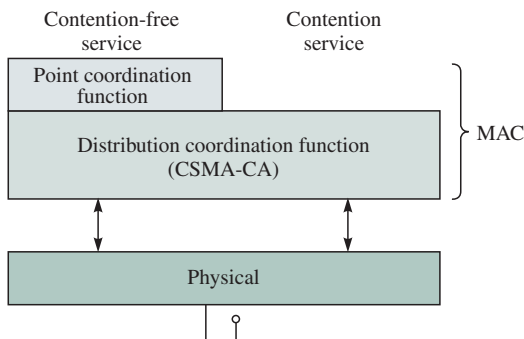 Contention-free
service
Contention
service
Point coordination
function
MAC
Distribution coordination function
(CSMA-CA)
Physical